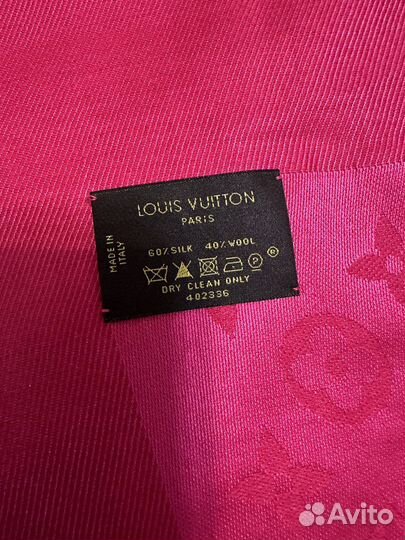 LOUIS VUITTON
PARIS
MADE IN
ITALY
60% SILK 40% WOOL
DRY CLEAN ONLY
402336
Avito